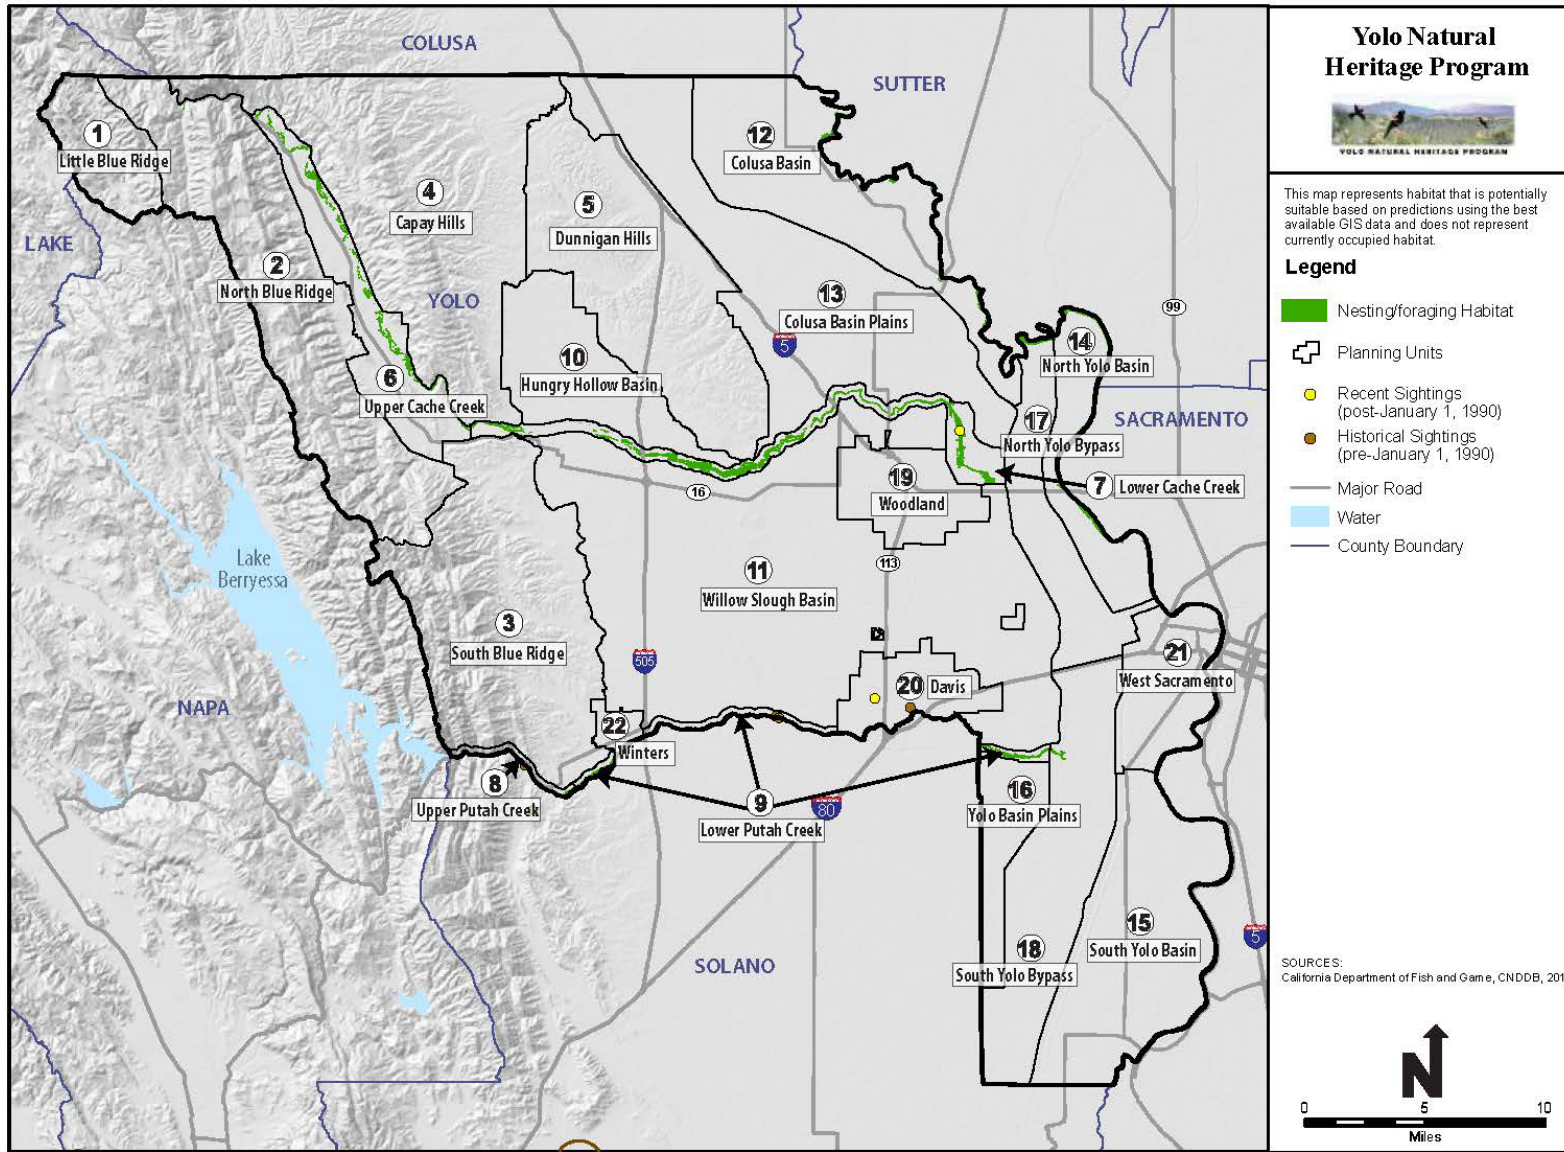 COLUSA
SUTTER
LAKE
YOLO
SACRAMENTO
NAPA
SOLANO
Lake
Berryessa
1
Little Blue Ridge
2
North Blue Ridge
4
Capay Hills
5
Dunnigan Hills
12
Colusa Basin
13
Colusa Basin Plains
5
14
North Yolo Basin
99
10
Hungry Hollow Basin
6
Upper Cache Creek
17
North Yolo Bypass
7
Lower Cache Creek
16
19
Woodland
113
11
Willow Slough Basin
3
South Blue Ridge
505
20
Davis
21
West Sacramento
22
Winters
8
Upper Putah Creek
9
Lower Putah Creek
80
16
Yolo Basin Plains
15
South Yolo Basin
18
South Yolo Bypass
5
Yolo Natural
Heritage Program
YOLO NATURAL HERITAGE PROGRAM
This map represents habitat that is potentially
suitable based on predictions using the best
available GIS data and does not represent
currently occupied habitat.
Legend
Nesting/foraging Habitat
Planning Units
Recent Sightings
(post-January 1, 1990)
Historical Sightings
(pre-January 1, 1990)
Major Road
Water
County Boundary
SOURCES:
California Department of Fish and Game, CNDDB, 201
N
0 5 10
Miles